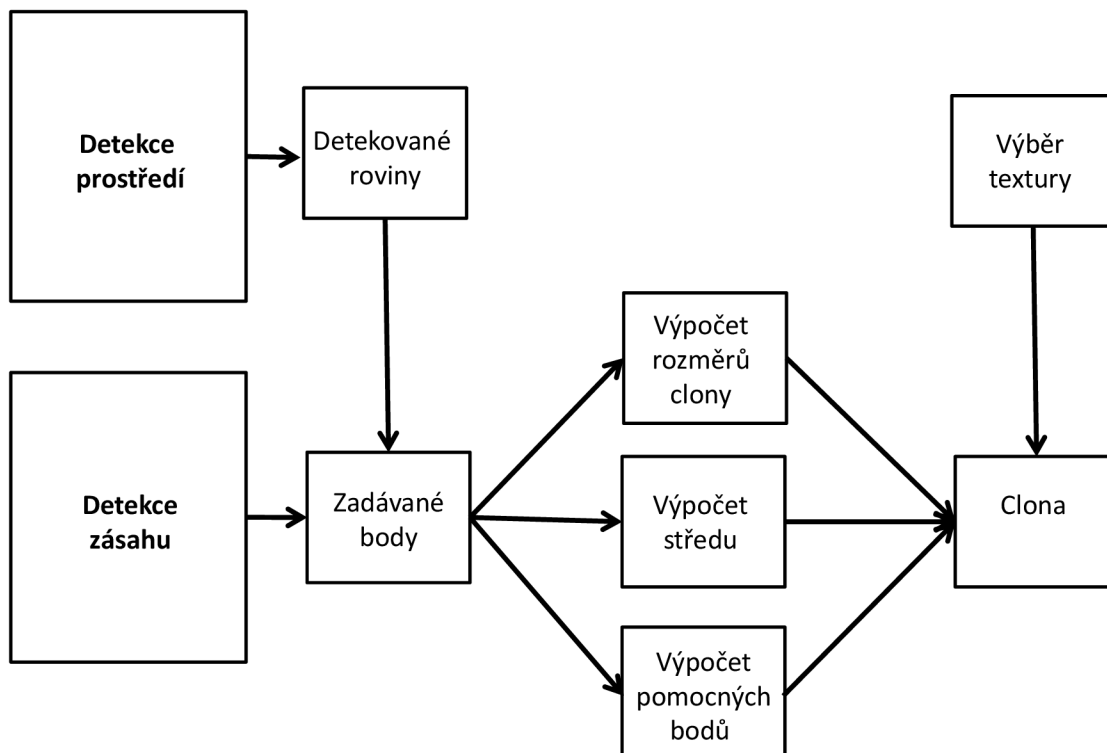 Detekce
prostředí
Detekované
roviny
Výběr
textury
Výpočet
rozměrů
clony
Detekce
zásahu
Zadávané
body
Výpočet
středu
Clona
Výpočet
pomocných
bodů